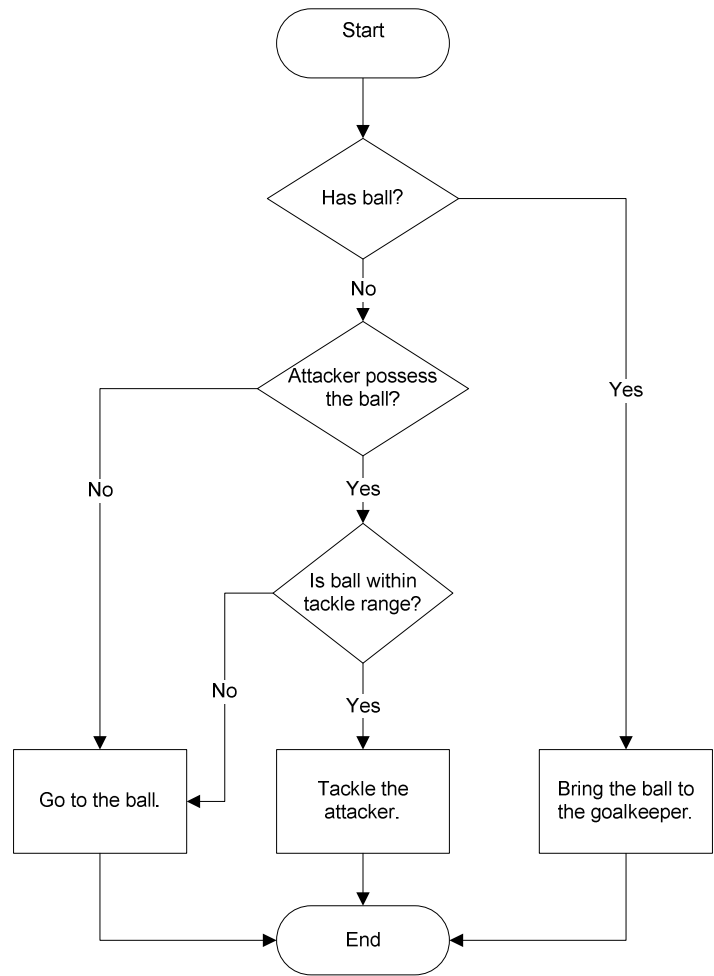 Start
Has ball?
No
Attacker possess
the ball?
Yes
No
Yes
Is ball within
tackle range?
No
Yes
Go to the ball.
Tackle the
attacker.
Bring the ball to
the goalkeeper.
End